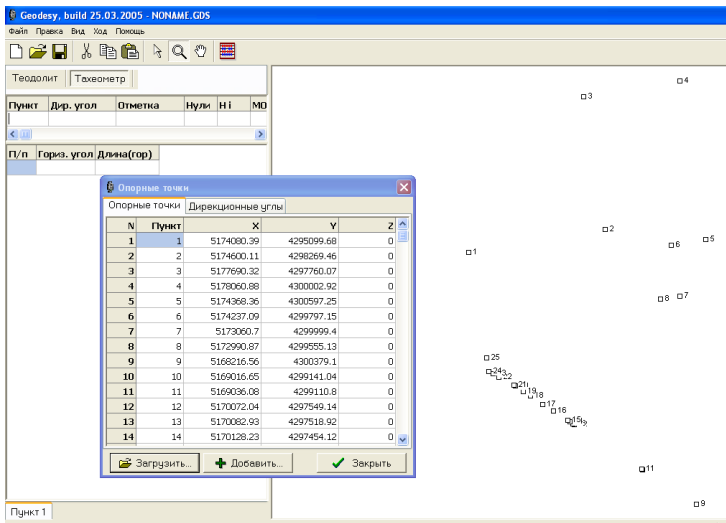 Geodesy, build 25.03.2005 - NONAME.GDS
Файл Правка Вид Ход Помощь
Теодолит Тахеометр
Пункт Дир. угол Отметка Нули Н i МО
П/п Гориз. угол Длина(гор)
Опорные точки
Опорные точки Дирекционные углы
N Пункт X Y Z
1 1 5174080.39 4295099.68 0
2 2 5174600.11 4298269.46 0
3 3 5177690.32 4297760.07 0
4 4 5178060.88 4300002.92 0
5 5 5174368.36 4300597.25 0
6 6 5174237.09 4299797.15 0
7 7 5173060.7 4299999.4 0
8 8 5172990.87 4299555.13 0
9 9 5168216.56 4300379.1 0
10 10 5169016.65 4299141.04 0
11 11 5169036.08 4299110.8 0
12 12 5170072.04 4297549.14 0
13 13 5170082.93 4297518.92 0
14 14 5170128.23 4297454.12 0
Загрузить... Добавить... Закрыть
4
3
2
5
6
1
7
8
25
24
22
21
19
18
17
16
15
11
9
Пункт 1